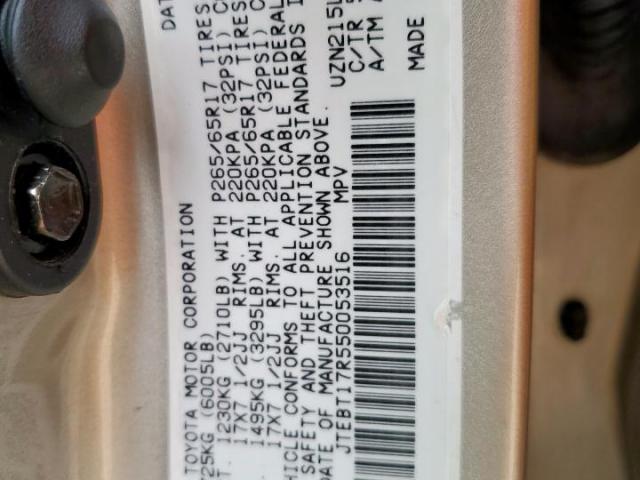 DAT
TOYOTA MOTOR CORPORATION
725KG (6005LB)
T. 1230KG (2710LB) WITH P265/65R17 TIRES
17X7 1/2JJ RIMS, AT 220KPA (32PSI) C
1495KG (3295LB) WITH P265/65R17 TIRES
17X7 1/2JJ RIMS, AT 220KPA (32PSI) C
HICLE CONFORMS TO ALL APPLICABLE FEDERAL
SAFETY AND THEFT PREVENTION STANDARDS I
DATE OF MANUFACTURE SHOWN ABOVE.
JTEBT17R550053516 MPV
UZN215L
C/TR
A/TM
MADE